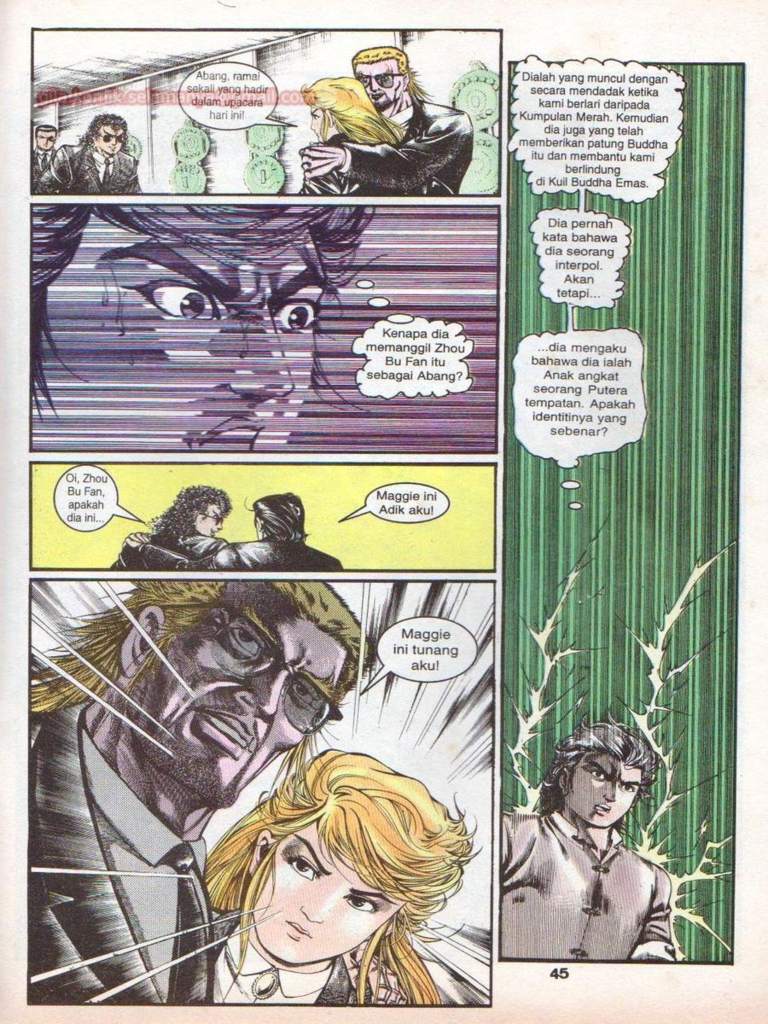 Abang, ramai
sekali yang hadir
dalam upacara
hari ini!
Kenapa dia
memanggil Zhou
Bu Fan itu
sebagai Abang?
Oi, Zhou
Bu Fan,
apakah
dia ini...
Maggie ini
Adik aku!
Maggie
ini tunang
aku!
Dialah yang muncul dengan
secara mendadak ketika
kami berlari daripada
Kumpulan Merah. Kemudian
dia juga yang telah
memberikan patung Buddha
itu dan membantu kami
berlindung
di Kuil Buddha Emas.
Dia pernah
kata bahawa
dia seorang
interpol.
Akan
tetapi...
...dia mengaku
bahawa dia ialah
Anak angkat
seorang Putera
tempatan. Apakah
identitinya yang
sebenar?
45